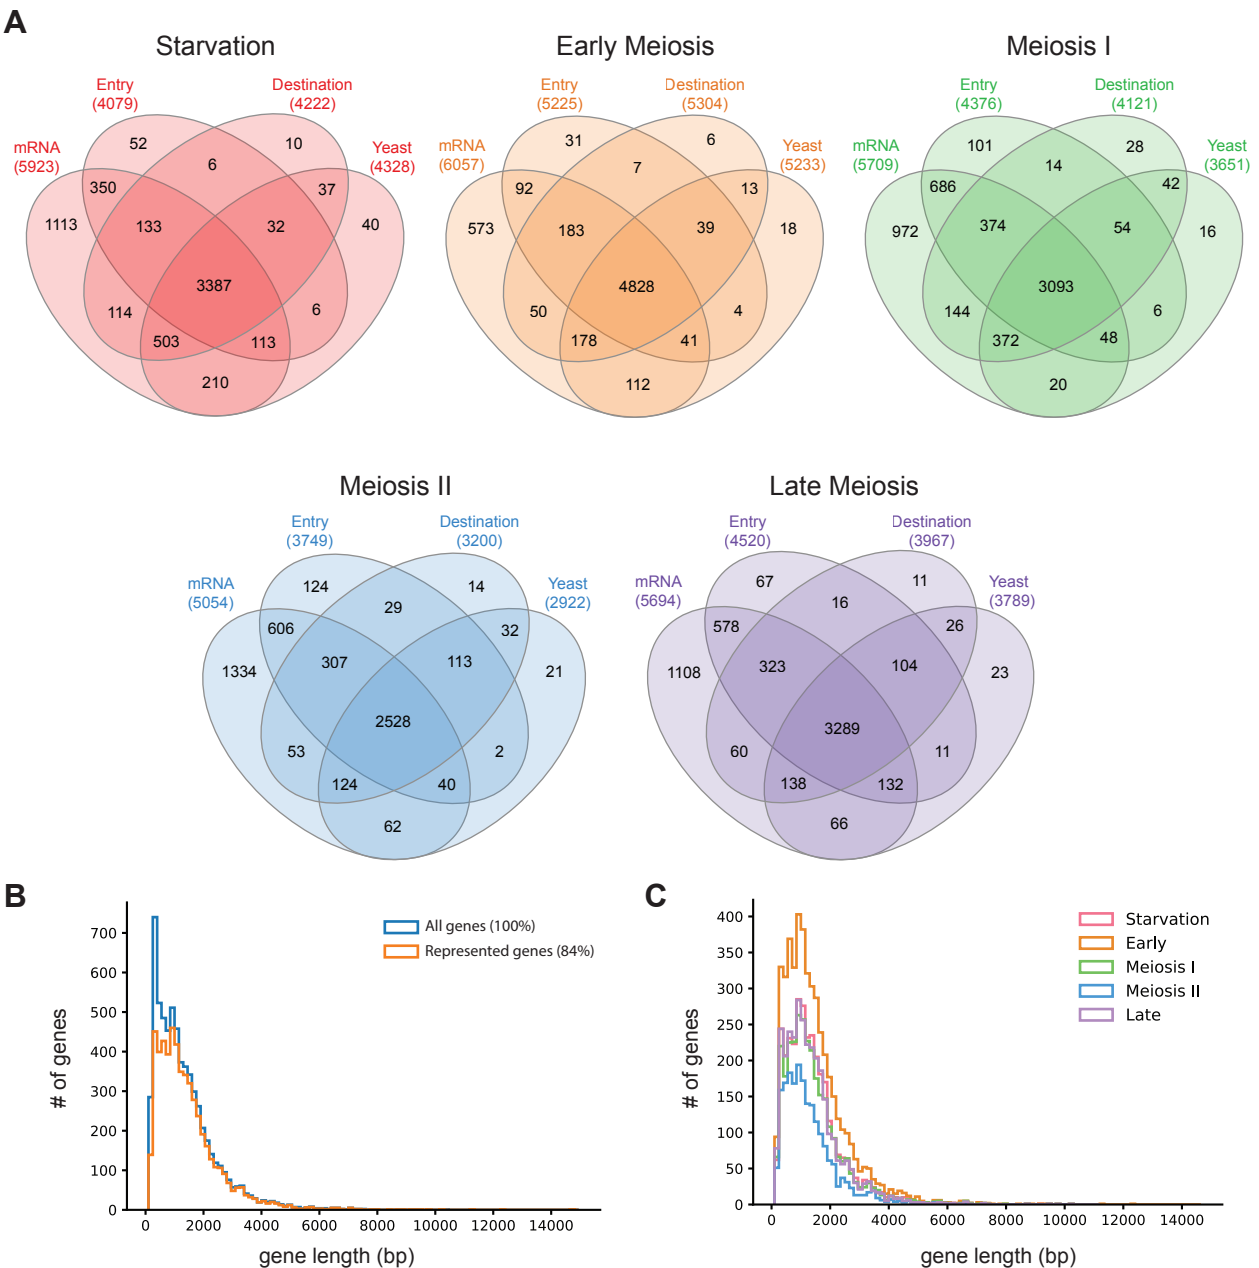 A
Starvation
Early Meiosis
Meiosis I
Entry
(4079)
Destination
(4222)
mRNA
(5923)
Yeast
(4328)
52
6
10
350
37
1113
133
32
40
3387
114
6
503
113
210
Entry
(5225)
Destination
(5304)
mRNA
(6057)
Yeast
(5233)
31
7
6
92
13
573
183
39
18
4828
50
4
178
41
112
Entry
(4376)
Destination
(4121)
mRNA
(5709)
Yeast
(3651)
101
14
28
686
42
972
374
54
16
3093
144
6
372
48
20
Meiosis II
Late Meiosis
Entry
(3749)
Destination
(3200)
mRNA
(5054)
Yeast
(2922)
124
29
14
606
32
1334
307
113
21
2528
53
2
124
40
62
Entry
(4520)
Destination
(3967)
mRNA
(5694)
Yeast
(3789)
67
16
11
578
26
1108
323
104
23
3289
60
11
138
132
66
B
All genes (100%)
Represented genes (84%)
# of genes
700
600
500
400
300
200
100
0
0 2000 4000 6000 8000 10000 12000 14000
gene length (bp)
C
Starvation
Early
Meiosis I
Meiosis II
Late
# of genes
400
350
300
250
200
150
100
50
0
0 2000 4000 6000 8000 10000 12000 14000
gene length (bp)